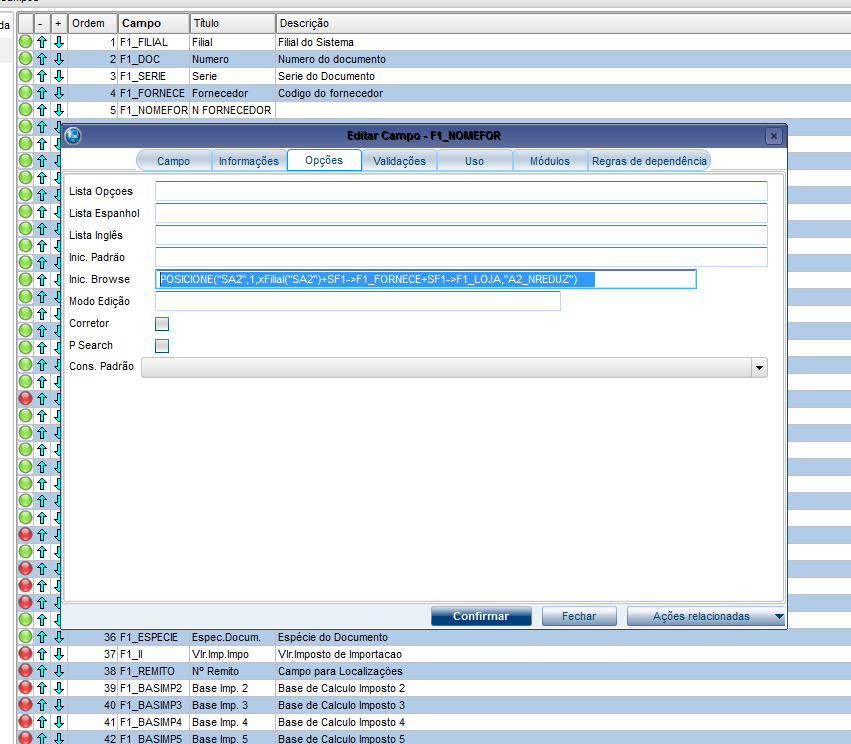 da
- + Ordem Campo Título Descrição
1 F1_FILIAL Filial Filial do Sistema
2 F1_DOC Numero Numero do documento
3 F1_SERIE Serie Serie do Documento
4 F1_FORNECE Fornecedor Codigo do fornecedor
5 F1_NOMEFOR N FORNECEDOR
Editar Campo - F1_NOMEFOR
Campo Informações Opções Validações Uso Módulos Regras de dependência
Lista Opçoes
Lista Espanhol
Lista Inglês
Inic. Padrão
Inic. Browse POSICIONE("SA2",1,xFilial("SA2")+SF1->F1_FORNECE+SF1->F1_LOJA,"A2_NREDUZ")
Modo Edição
Corretor
P Search
Cons. Padrão
Confirmar Fechar Ações relacionadas
36 F1_ESPECIE Espec.Docum. Espécie do Documento
37 F1_II Vlr.Imp.Impo Vlr.Imposto de Importacao
38 F1_REMITO Nº Remito Campo para Localizações
39 F1_BASIMP2 Base Imp. 2 Base de Calculo Imposto 2
40 F1_BASIMP3 Base Imp. 3 Base de Calculo Imposto 3
41 F1_BASIMP4 Base Imp. 4 Base de Calculo Imposto 4
42 F1_BASIMP5 Base Imp. 5 Base de Calculo Imposto 5